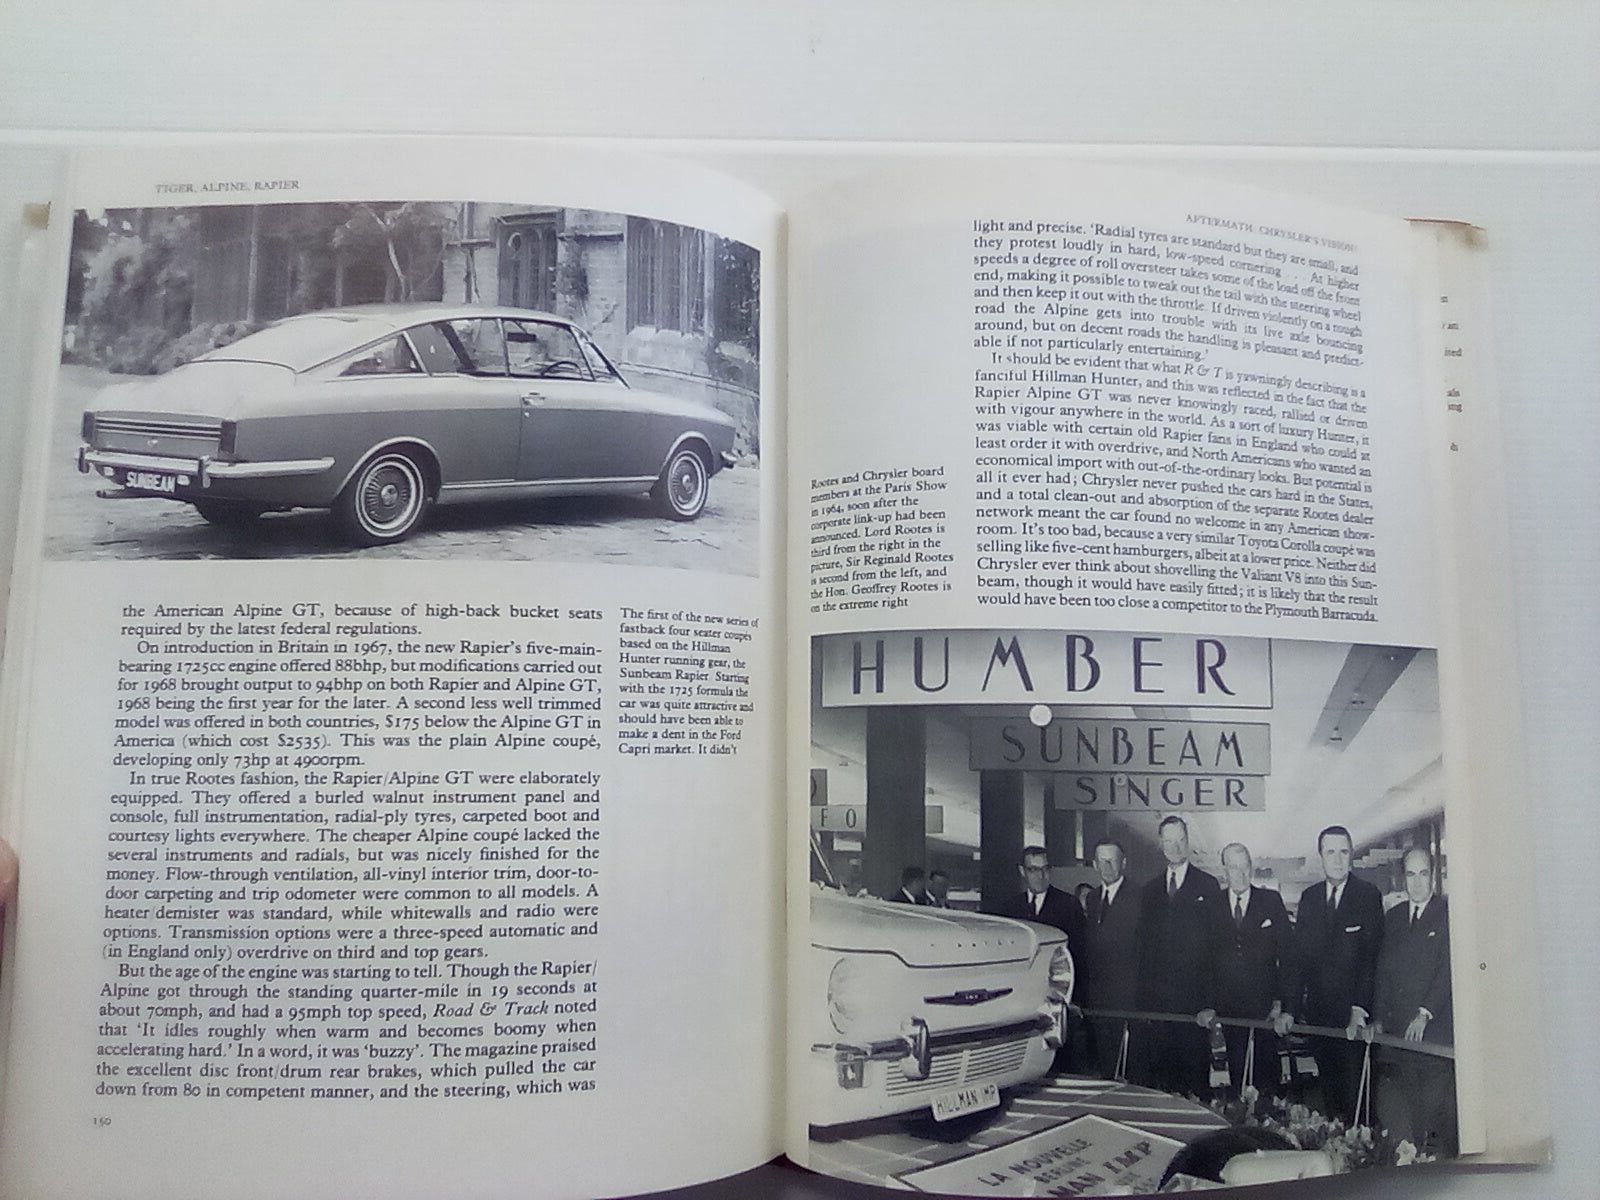 TIGER, ALPINE, RAPIER
SUNBEAM
the American Alpine GT, because of high-back bucket seats
required by the latest federal regulations.
On introduction in Britain in 1967, the new Rapier's five-main-
bearing 1725cc engine offered 88bhp, but modifications carried out
for 1968 brought output to 94bhp on both Rapier and Alpine GT,
1968 being the first year for the later. A second less well trimmed
model was offered in both countries, $175 below the Alpine GT in
America (which cost $2535). This was the plain Alpine coupé,
developing only 73hp at 4900rpm.
In true Rootes fashion, the Rapier/Alpine GT were elaborately
equipped. They offered a burled walnut instrument panel and
console, full instrumentation, radial-ply tyres, carpeted boot and
courtesy lights everywhere. The cheaper Alpine coupé lacked the
several instruments and radials, but was nicely finished for the
money. Flow-through ventilation, all-vinyl interior trim, door-to-
door carpeting and trip odometer were common to all models. A
heater/demister was standard, while whitewalls and radio were
options. Transmission options were a three-speed automatic and
(in England only) overdrive on third and top gears.
But the age of the engine was starting to tell. Though the Rapier/
Alpine got through the standing quarter-mile in 19 seconds at
about 70mph, and had a 95mph top speed, Road & Track noted
that 'It idles roughly when warm and becomes boomy when
accelerating hard.' In a word, it was 'buzzy'. The magazine praised
the excellent disc front/drum rear brakes, which pulled the car
down from 80 in competent manner, and the steering, which was
The first of the new series of
fastback four seater coupés
based on the Hillman
Hunter running gear, the
Sunbeam Rapier. Starting
with the 1725 formula the
car was quite attractive and
should have been able to
make a dent in the Ford
Capri market. It didn't
150
AFTERMATH: CHRYSLER'S VISION
light and precise. 'Radial tyres are standard but they are small, and
they protest loudly in hard, low-speed cornering . . . At higher
speeds a degree of roll oversteer takes some of the load off the front
end, making it possible to tweak out the tail with the steering wheel
and then keep it out with the throttle. If driven violently on a rough
road the Alpine gets into trouble with its live axle bouncing
around, but on decent roads the handling is pleasant and predict-
able if not particularly entertaining.'
It should be evident that what R & T is yawningly describing is a
fanciful Hillman Hunter, and this was reflected in the fact that the
Rapier Alpine GT was never knowingly raced, rallied or driven
with vigour anywhere in the world. As a sort of luxury Hunter, it
was viable with certain old Rapier fans in England who could at
least order it with overdrive, and North Americans who wanted an
economical import with out-of-the-ordinary looks. But potential is
all it ever had; Chrysler never pushed the cars hard in the States,
and a total clean-out and absorption of the separate Rootes dealer
network meant the car found no welcome in any American show-
room. It's too bad, because a very similar Toyota Corolla coupé was
selling like five-cent hamburgers, albeit at a lower price. Neither did
Chrysler ever think about shovelling the Valiant V8 into this Sun-
beam, though it would have easily fitted; it is likely that the result
would have been too close a competitor to the Plymouth Barracuda.
Rootes and Chrysler board
members at the Paris Show
in 1964, soon after the
corporate link-up had been
announced. Lord Rootes is
third from the right in the
picture, Sir Reginald Rootes
is second from the left, and
the Hon. Geoffrey Rootes is
on the extreme right
HUMBER
SUNBEAM
SINGER
FO
HILLMAN IMP
LA NOUVELLE
BERLINE
MAN IMP